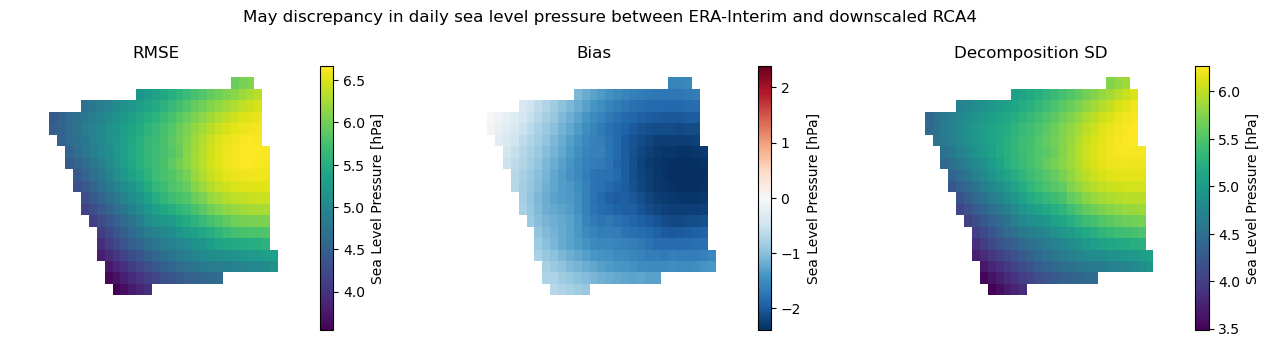 May discrepancy in daily sea level pressure between ERA-Interim and downscaled RCA4
RMSE
6.5
6.0
5.5
5.0
4.5
4.0
Sea Level Pressure [hPa]
Bias
2
1
0
−1
−2
Sea Level Pressure [hPa]
Decomposition SD
6.0
5.5
5.0
4.5
4.0
3.5
Sea Level Pressure [hPa]